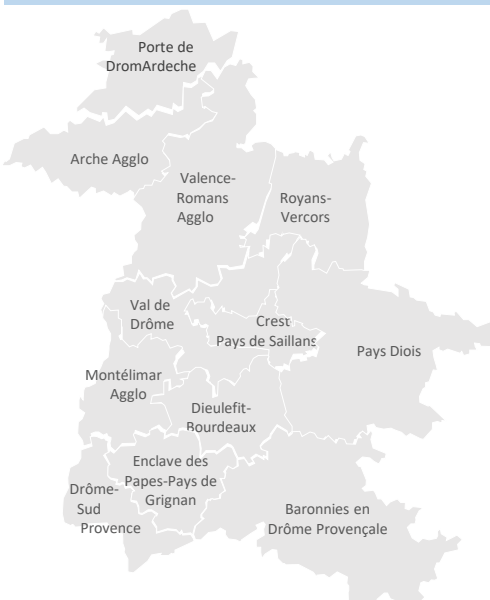 Porte de
DromArdeche
Arche Agglo
Valence-
Romans
Agglo
Royans-
Vercors
Val de
Drôme
Crest
Pays de Saillans
Pays Diois
Montélimar
Agglo
Dieulefit-
Bourdeaux
Enclave des
Papes-Pays de
Grignan
Drôme-
Sud
Provence
Baronnies en
Drôme Provençale